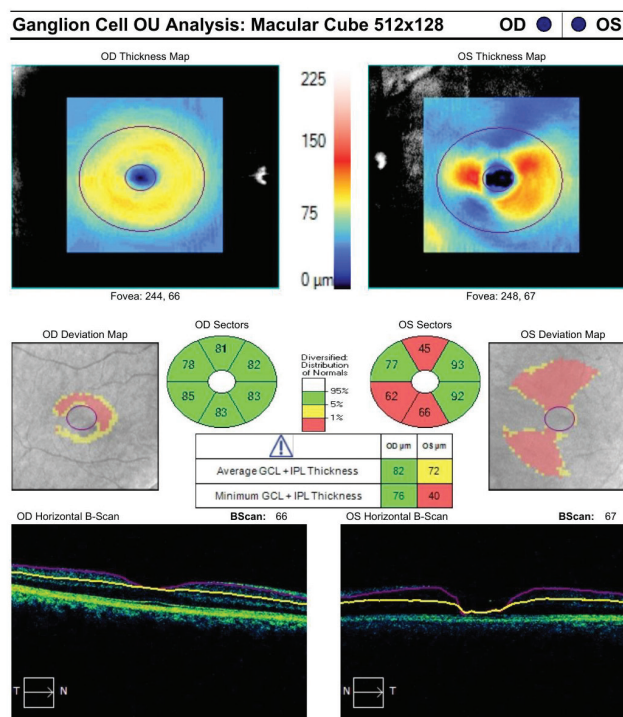 Ganglion Cell OU Analysis: Macular Cube 512x128 OD OS
OD Thickness Map
OS Thickness Map
225
150
75
0 µm
Fovea: 244, 66
Fovea: 248, 67
OD Deviation Map
OD Sectors
81
78
82
85
83
83
Diversified:
Distribution
of Normals
95%
5%
1%
OS Sectors
45
77
93
62
92
66
OS Deviation Map
OD µm OS µm
Average GCL + IPL Thickness 82 72
Minimum GCL + IPL Thickness 76 40
OD Horizontal B-Scan BScan: 66
OS Horizontal B-Scan BScan: 67
T N
N T